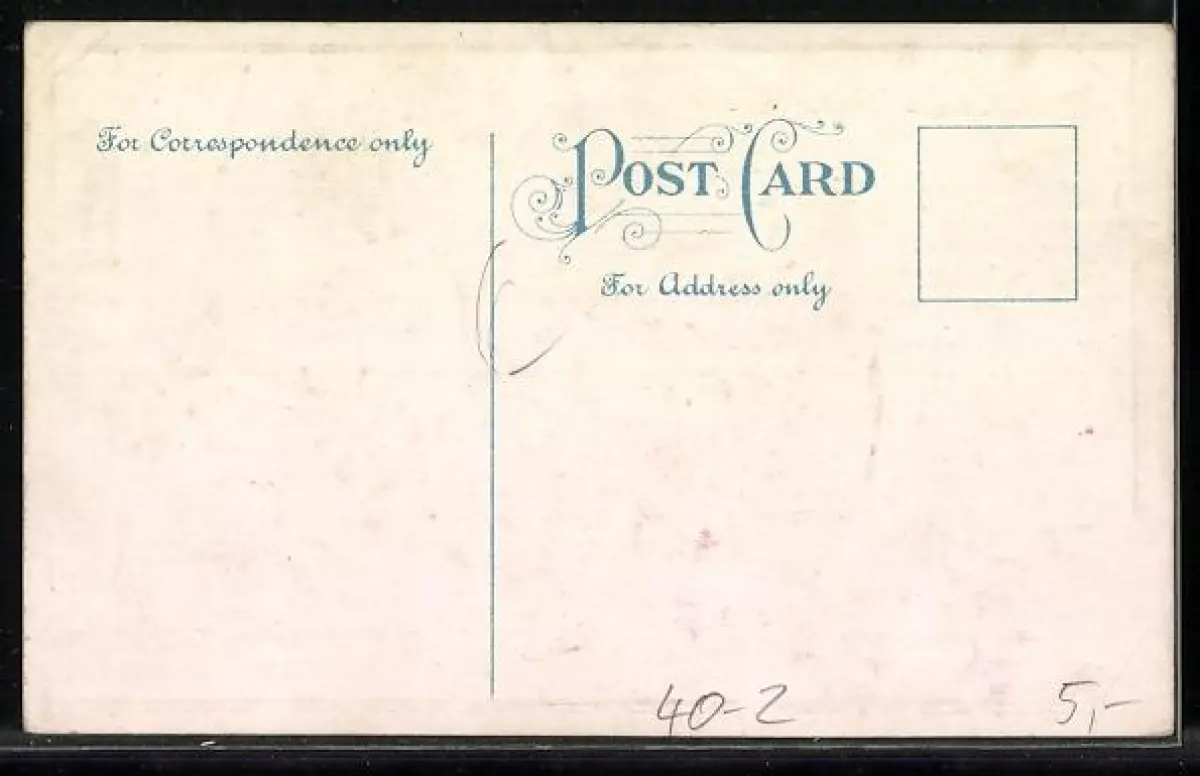 For Correspondence only
POST CARD
For Address only
40-2
5,-